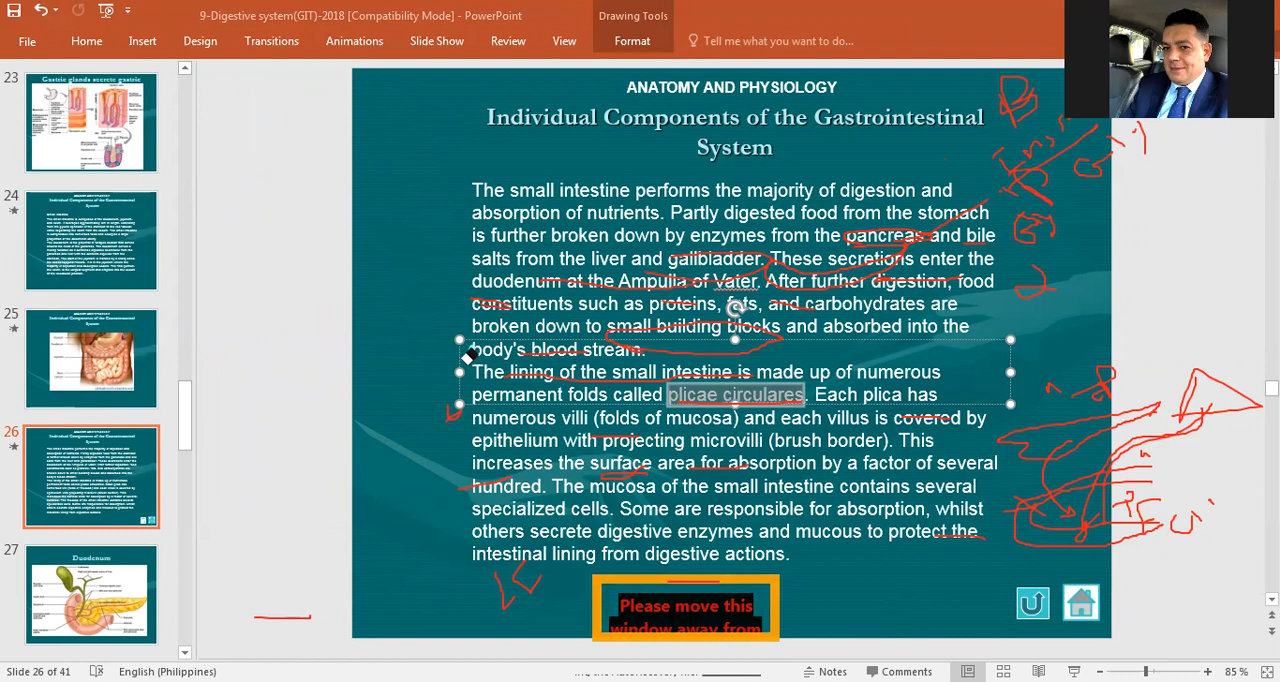 9-Digestive system(GIT)-2018 [Compatibility Mode] - PowerPoint
Drawing Tools
File Home Insert Design Transitions Animations Slide Show Review View Format Tell me what you want to do...
23
Gastric glands secrete gastric
24
25
26
27
Duodenum
ANATOMY AND PHYSIOLOGY
Individual Components of the Gastrointestinal
System
The small intestine performs the majority of digestion and
absorption of nutrients. Partly digested food from the stomach
is further broken down by enzymes from the pancreas and bile
salts from the liver and gallbladder. These secretions enter the
duodenum at the Ampulla of Vater. After further digestion, food
constituents such as proteins, fats, and carbohydrates are
broken down to small building blocks and absorbed into the
body's blood stream.
The lining of the small intestine is made up of numerous
permanent folds called plicae circulares. Each plica has
numerous villi (folds of mucosa) and each villus is covered by
epithelium with projecting microvilli (brush border). This
increases the surface area for absorption by a factor of several
hundred. The mucosa of the small intestine contains several
specialized cells. Some are responsible for absorption, whilst
others secrete digestive enzymes and mucous to protect the
intestinal lining from digestive actions.
Please move this
window away from
Slide 26 of 41 English (Philippines) Notes Comments 85 %